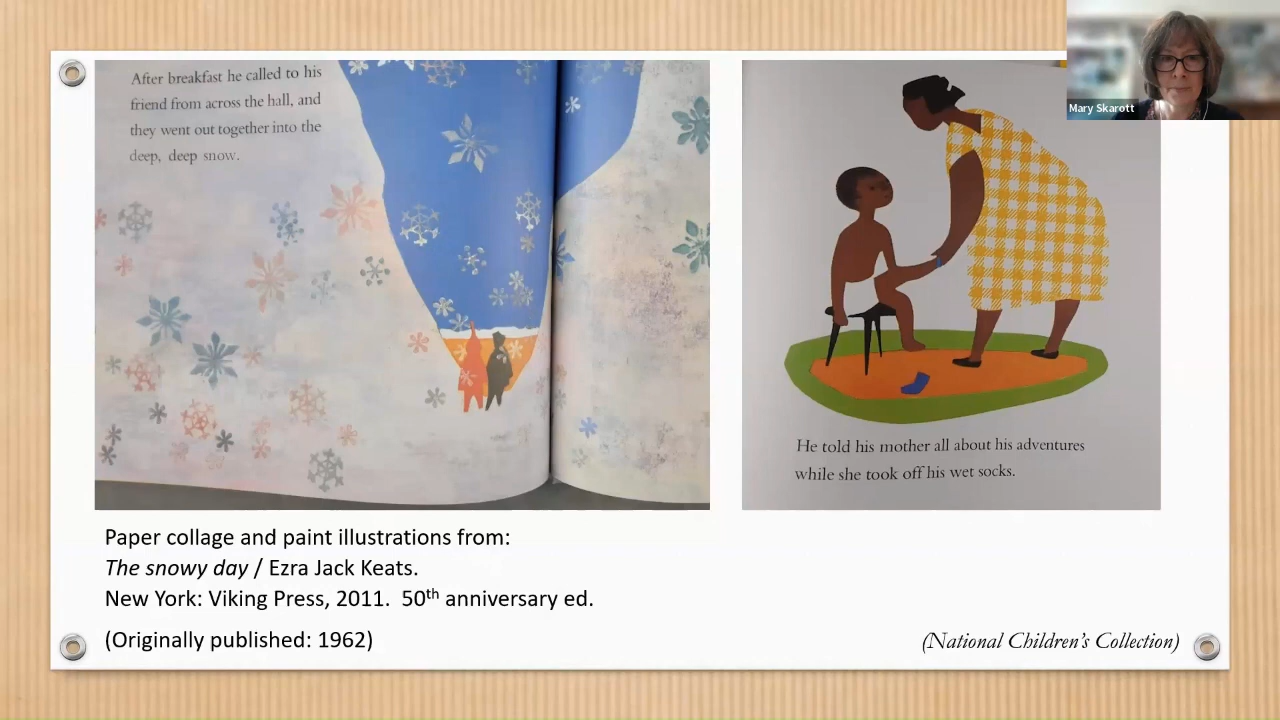 After breakfast he called to his
friend from across the hall, and
they went out together into the
deep, deep snow.
Mary Skarott
He told his mother all about his adventures
while she took off his wet socks.
Paper collage and paint illustrations from:
The snowy day / Ezra Jack Keats.
New York: Viking Press, 2011. 50th anniversary ed.
(Originally published: 1962)
(National Children's Collection)